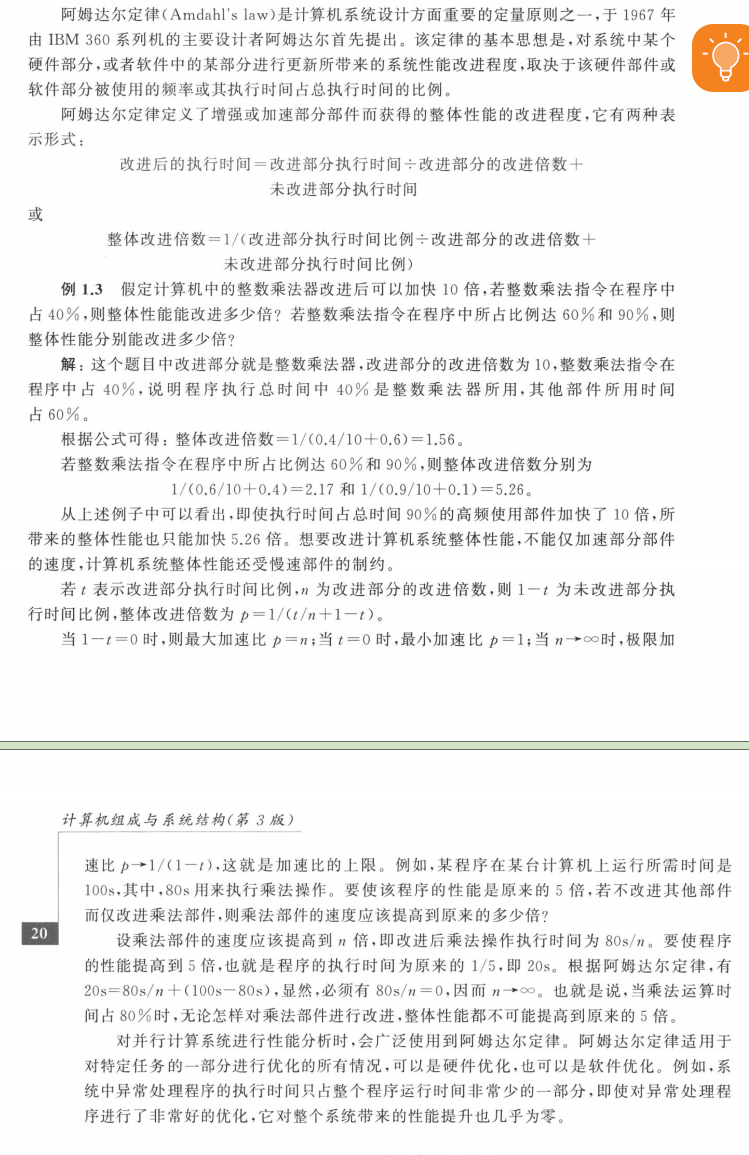 阿姆达尔定律(Amdahl's law)是计算机系统设计方面重要的定量原则之一,于 1967 年
由 IBM 360 系列机的主要设计者阿姆达尔首先提出。该定律的基本思想是,对系统中某个
硬件部分,或者软件中的某部分进行更新所带来的系统性能改进程度,取决于该硬件部件或
软件部分被使用的频率或其执行时间占总执行时间的比例。
阿姆达尔定律定义了增强或加速部分部件而获得的整体性能的改进程度,它有两种表
示形式:
改进后的执行时间=改进部分执行时间÷改进部分的改进倍数+
未改进部分执行时间
或
整体改进倍数=1/(改进部分执行时间比例÷改进部分的改进倍数+
未改进部分执行时间比例)
例 1.3 假定计算机中的整数乘法器改进后可以加快 10 倍,若整数乘法指令在程序中
占 40%,则整体性能能改进多少倍? 若整数乘法指令在程序中所占比例达 60%和 90%,则
整体性能分别能改进多少倍?
解: 这个题目中改进部分就是整数乘法器,改进部分的改进倍数为 10,整数乘法指令在
程序中占 40%,说明程序执行总时间中 40%是整数乘法器所用,其他部件所用时间
占 60%。
根据公式可得: 整体改进倍数=1/(0.4/10+0.6)=1.56。
若整数乘法指令在程序中所占比例达 60%和 90%,则整体改进倍数分别为
1/(0.6/10+0.4)=2.17 和 1/(0.9/10+0.1)=5.26。
从上述例子中可以看出,即使执行时间占总时间 90%的高频使用部件加快了 10 倍,所
带来的整体性能也只能加快 5.26 倍。想要改进计算机系统整体性能,不能仅加速部分部件
的速度,计算机系统整体性能还受慢速部件的制约。
若 t 表示改进部分执行时间比例,n 为改进部分的改进倍数,则 1-t 为未改进部分执
行时间比例,整体改进倍数为 p=1/(t/n+1-t)。
当 1-t=0 时,则最大加速比 p=n;当 t=0 时,最小加速比 p=1;当 n→∞时,极限加
计算机组成与系统结构(第 3 版)
速比 p→1/(1-t),这就是加速比的上限。例如,某程序在某台计算机上运行所需时间是
100s,其中,80s 用来执行乘法操作。要使该程序的性能是原来的 5 倍,若不改进其他部件
而仅改进乘法部件,则乘法部件的速度应该提高到原来的多少倍?
20
设乘法部件的速度应该提高到 n 倍,即改进后乘法操作执行时间为 80s/n。要使程序
的性能提高到 5 倍,也就是程序的执行时间为原来的 1/5,即 20s。根据阿姆达尔定律,有
20s=80s/n+(100s-80s),显然,必须有 80s/n=0,因而 n→∞。也就是说,当乘法运算时
间占 80%时,无论怎样对乘法部件进行改进,整体性能都不可能提高到原来的 5 倍。
对并行计算系统进行性能分析时,会广泛使用到阿姆达尔定律。阿姆达尔定律适用于
对特定任务的一部分进行优化的所有情况,可以是硬件优化,也可以是软件优化。例如,系
统中异常处理程序的执行时间只占整个程序运行时间非常少的一部分,即使对异常处理程
序进行了非常好的优化,它对整个系统带来的性能提升也几乎为零。